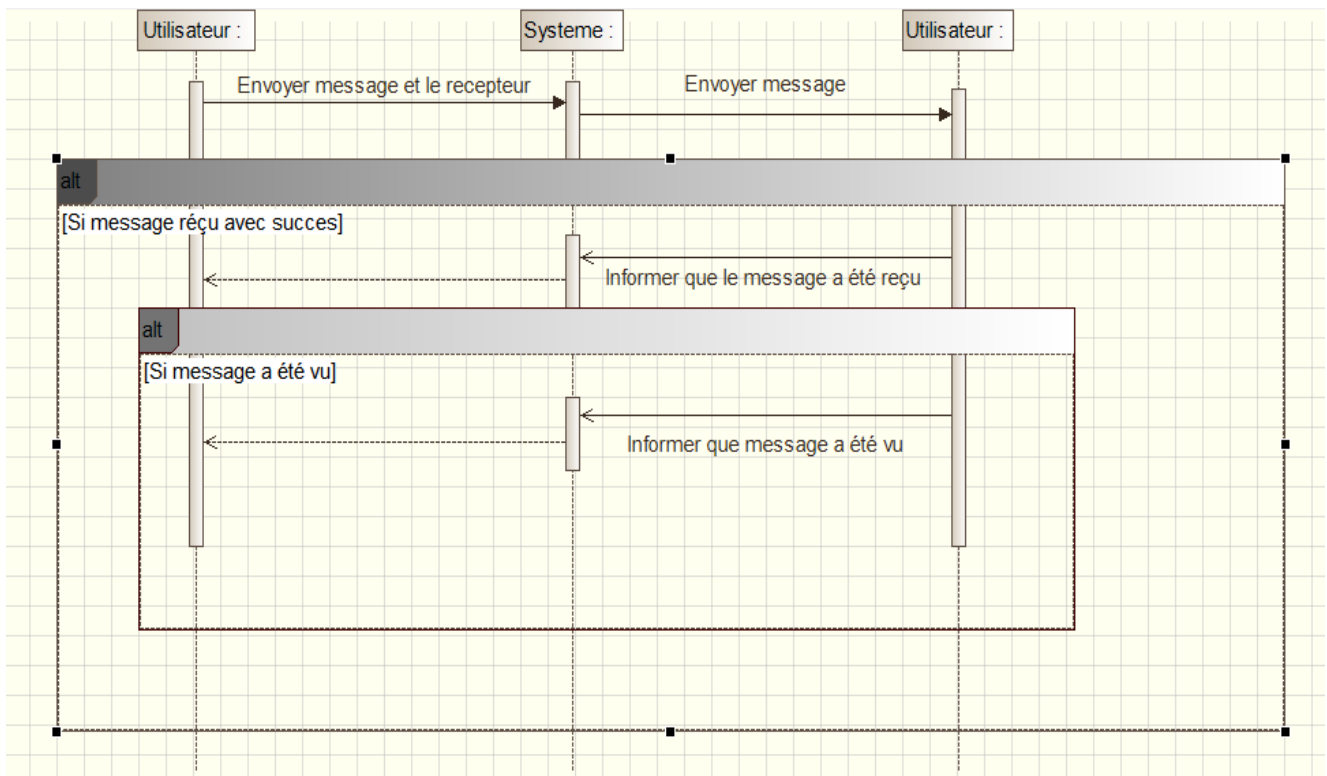 Utilisateur :
Systeme :
Utilisateur :
Envoyer message et le recepteur
Envoyer message
alt
[Si message réçu avec succes]
Informer que le message a été reçu
alt
[Si message a été vu]
Informer que message a été vu